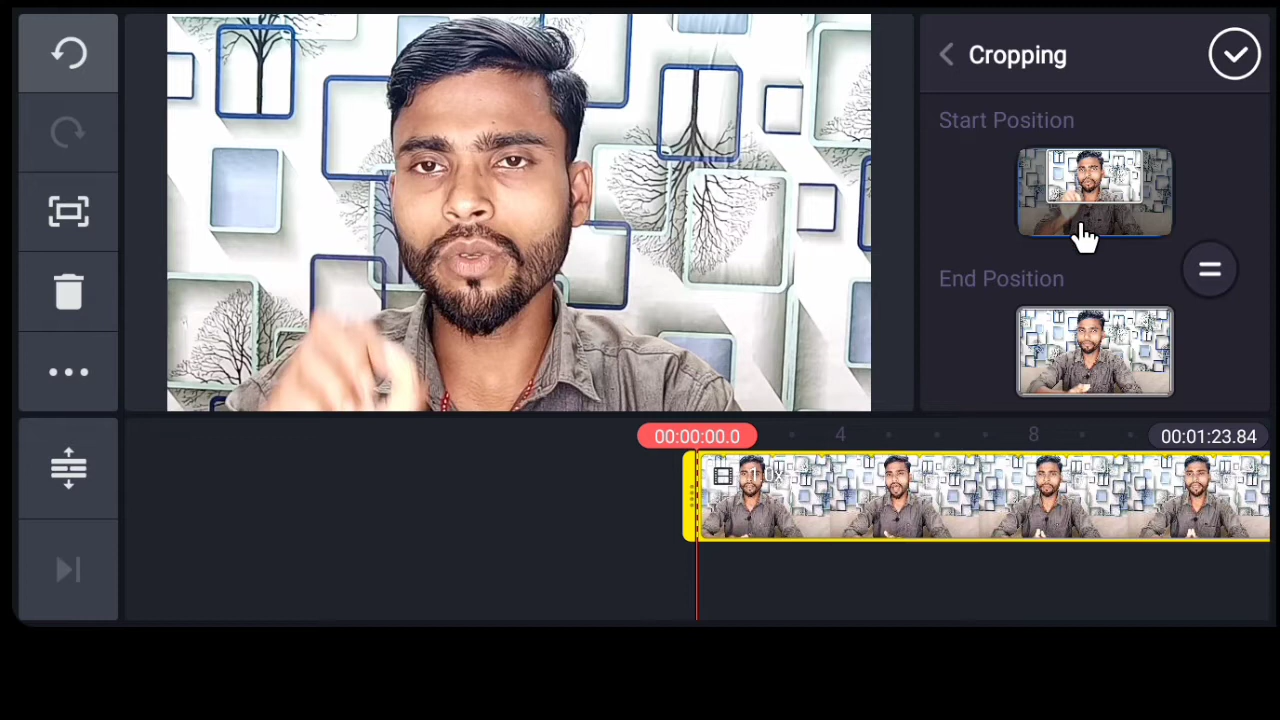 Cropping
Start Position
End Position
00:00:00.0
4
8
00:01:23.84